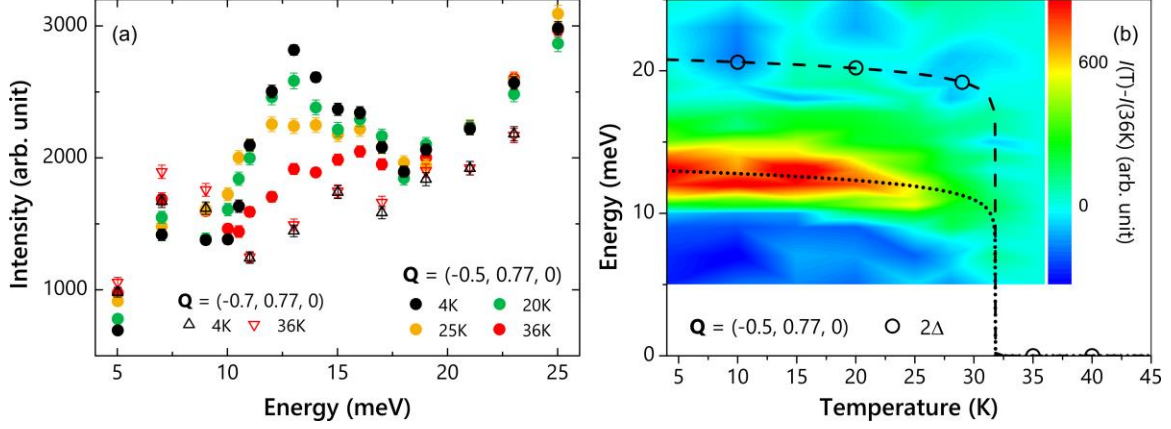 (a)
3000
2000
1000
Intensity (arb. unit)
5 10 15 20 25
Energy (meV)
Q = (-0.7, 0.77, 0)
4K 36K
Q = (-0.5, 0.77, 0)
4K 20K
25K 36K
(b)
20
10
0
Energy (meV)
5 10 15 20 25 30 35 40 45
Temperature (K)
Q = (-0.5, 0.77, 0) 2Δ
600
0
I(T)-I(36K) (arb. unit)